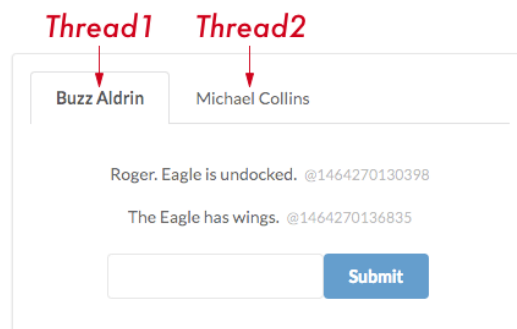 Thread1 Thread2
Buzz Aldrin Michael Collins
Roger. Eagle is undocked. @1464270130398
The Eagle has wings. @1464270136835
Submit